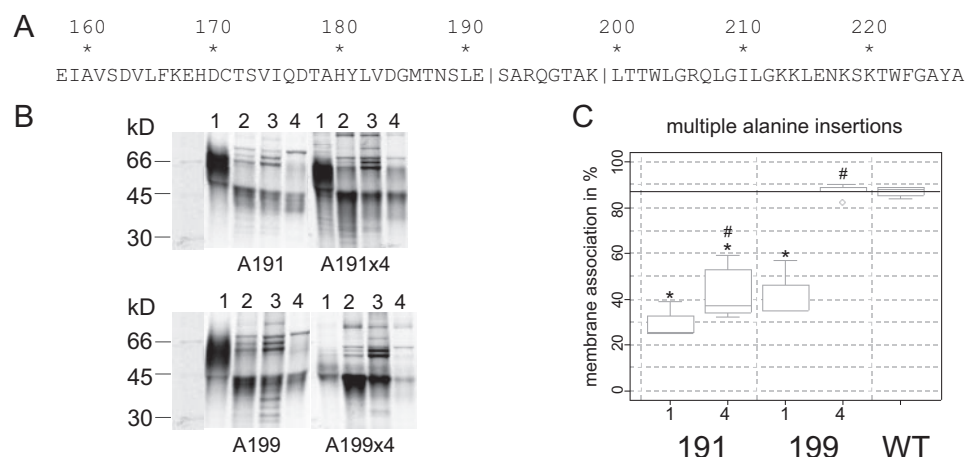 A
160 170 180 190 200 210 220
* * * * * * *
EIAVSDVLFKEHDCTSVIQDTAHYLVDGMTNSLE|SARQGTAK|LTTWLGRQLGILGKKLENKSKTWFGAYA
B
kD 1 2 3 4 1 2 3 4
66
45
30
A191 A191x4
kD 1 2 3 4 1 2 3 4
66
45
30
A199 A199x4
C
multiple alanine insertions
membrane association in %
100
80
60
40
20
0
* # * * #
1 4 1 4
191 199 WT